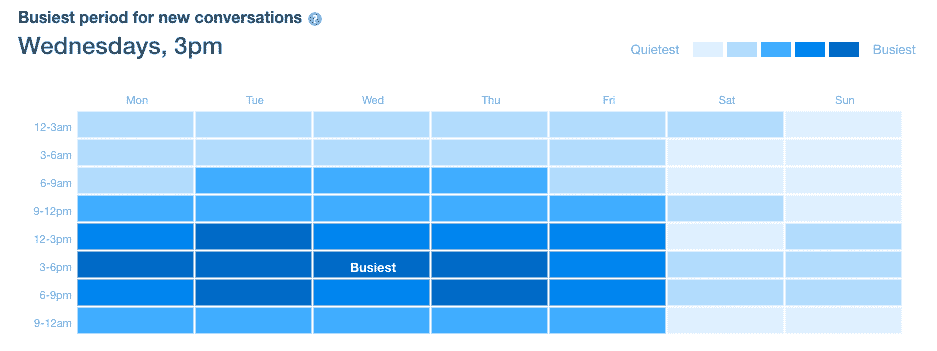 Busiest period for new conversations ?
Wednesdays, 3pm
Quietest Busiest
Mon Tue Wed Thu Fri Sat Sun
12-3am
3-6am
6-9am
9-12pm
12-3pm
3-6pm Busiest
6-9pm
9-12am